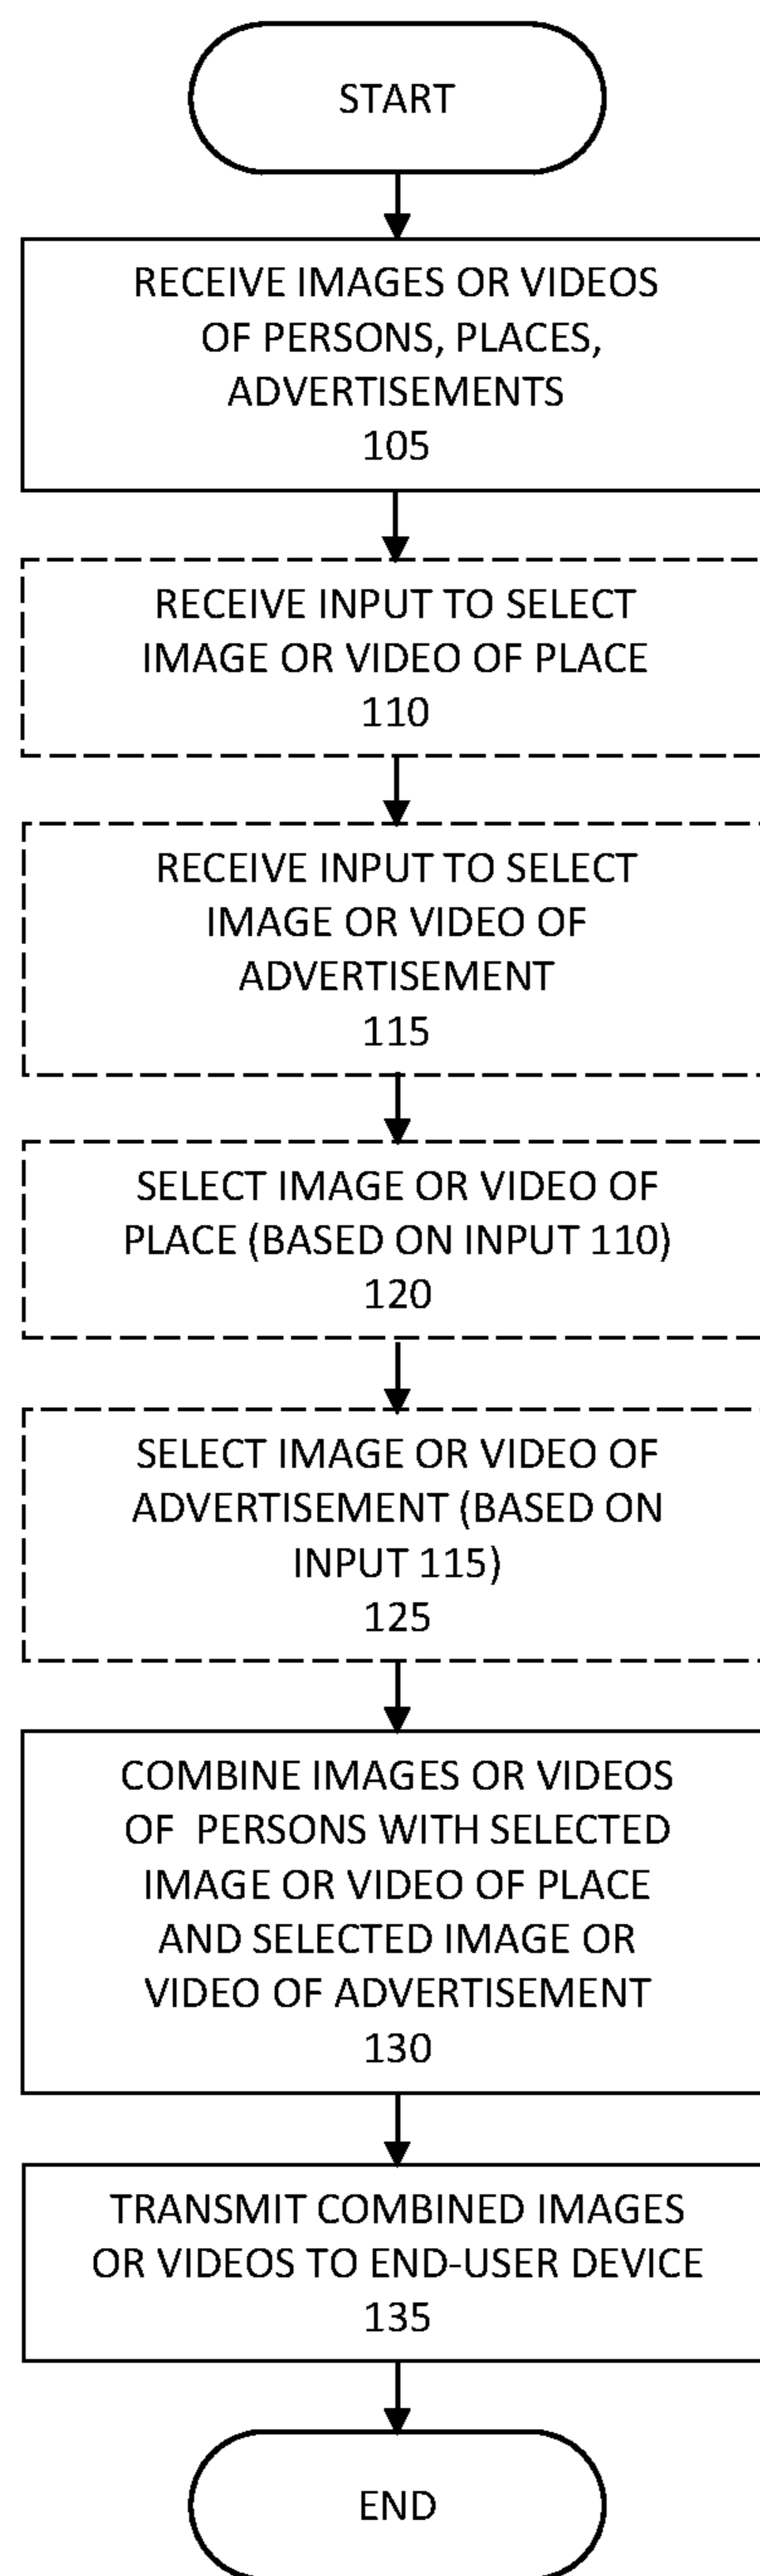 START
RECEIVE IMAGES OR VIDEOS
OF PERSONS, PLACES,
ADVERTISEMENTS
105
RECEIVE INPUT TO SELECT
IMAGE OR VIDEO OF PLACE
110
RECEIVE INPUT TO SELECT
IMAGE OR VIDEO OF
ADVERTISEMENT
115
SELECT IMAGE OR VIDEO OF
PLACE (BASED ON INPUT 110)
120
SELECT IMAGE OR VIDEO OF
ADVERTISEMENT (BASED ON
INPUT 115)
125
COMBINE IMAGES OR VIDEOS
OF PERSONS WITH SELECTED
IMAGE OR VIDEO OF PLACE
AND SELECTED IMAGE OR
VIDEO OF ADVERTISEMENT
130
TRANSMIT COMBINED IMAGES
OR VIDEOS TO END-USER DEVICE
135
END